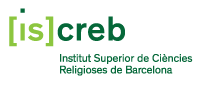 [is]creb
Institut Superior de Ciències
Religioses de Barcelona